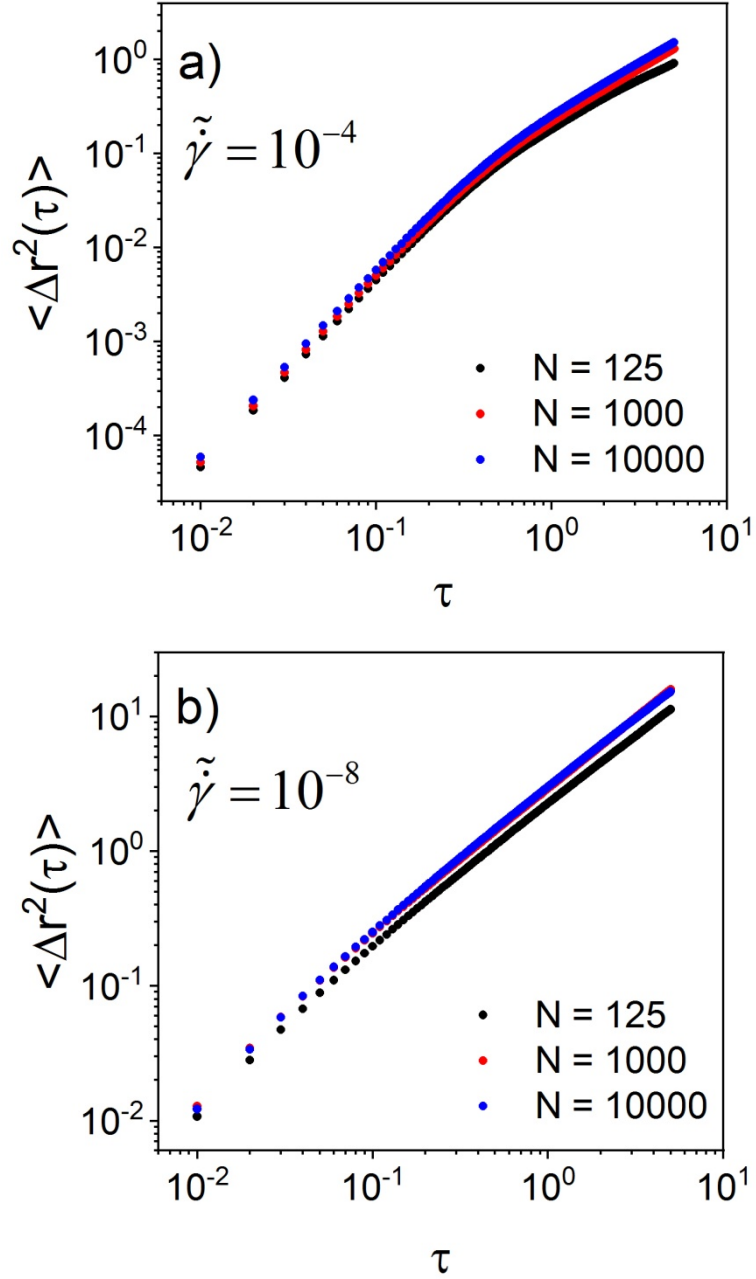 a)
γ̃̇ = 10⁻⁴
<Δr²(τ)>
10⁰
10⁻¹
10⁻²
10⁻³
10⁻⁴
N = 125
N = 1000
N = 10000
10⁻² 10⁻¹ 10⁰ 10¹
τ
b)
γ̃̇ = 10⁻⁸
<Δr²(τ)>
10¹
10⁰
10⁻¹
10⁻²
N = 125
N = 1000
N = 10000
10⁻² 10⁻¹ 10⁰ 10¹
τ